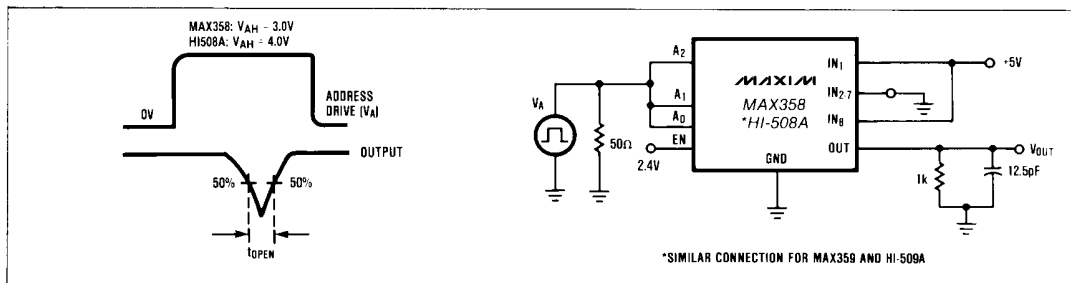 MAX358: VAH = 3.0V
HI508A: VAH = 4.0V
0V
ADDRESS
DRIVE (VA)
OUTPUT
50%
50%
tOPEN
VA
50Ω
2.4V
A2
A1
A0
EN
MAXIM
MAX358
*HI-508A
GND
IN1
IN2-7
IN8
OUT
+5V
VOUT
1k
12.5pF
*SIMILAR CONNECTION FOR MAX359 AND HI-509A